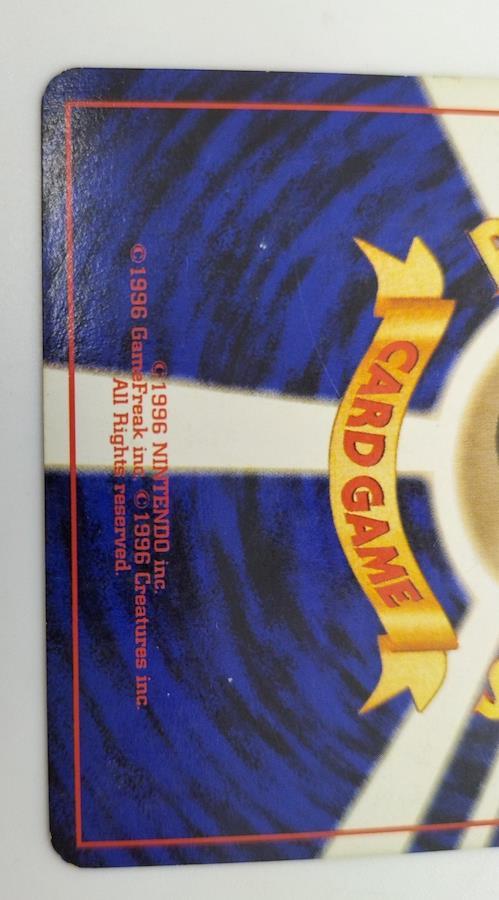 CARD GAME
©1996 NINTENDO inc.
©1996 GameFreak inc. ©1996 Creatures inc.
All Rights reserved.